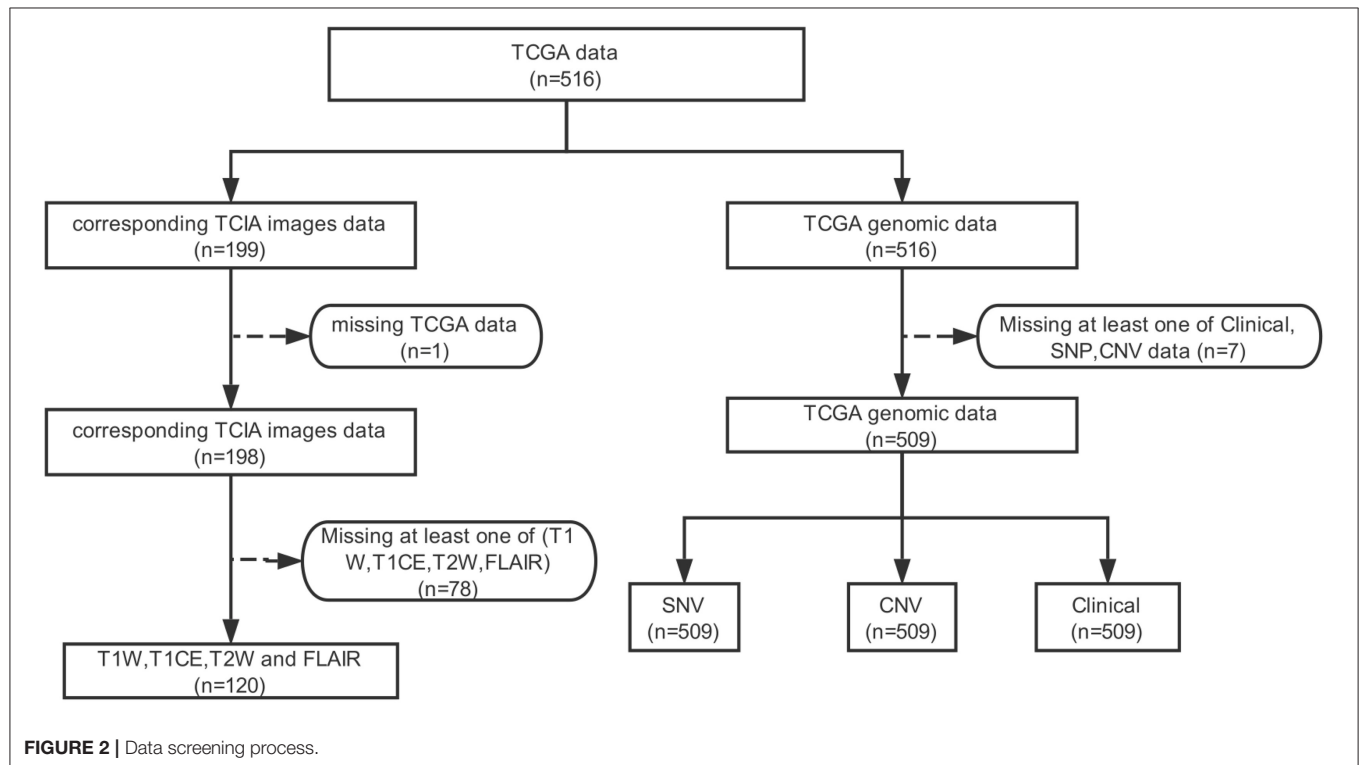 TCGA data
(n=516)
corresponding TCIA images data
(n=199)
TCGA genomic data
(n=516)
missing TCGA data
(n=1)
Missing at least one of Clinical,
SNP,CNV data (n=7)
corresponding TCIA images data
(n=198)
TCGA genomic data
(n=509)
Missing at least one of (T1
W,T1CE,T2W,FLAIR)
(n=78)
SNV
(n=509)
CNV
(n=509)
Clinical
(n=509)
T1W,T1CE,T2W and FLAIR
(n=120)
FIGURE 2 | Data screening process.